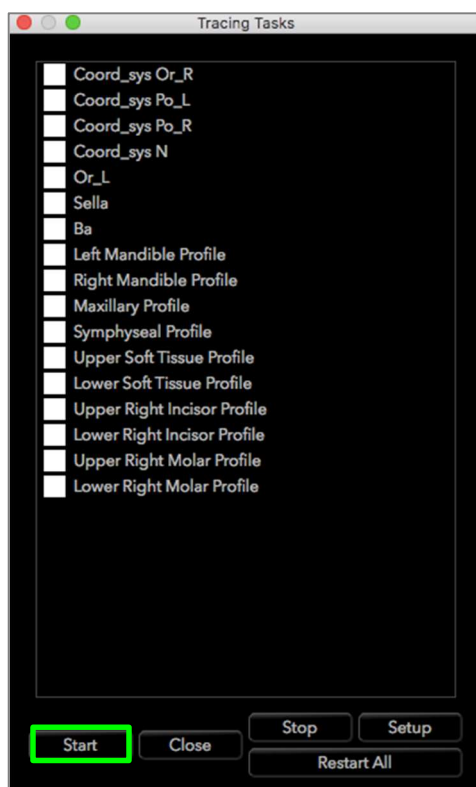 Tracing Tasks
Coord_sys Or_R
Coord_sys Po_L
Coord_sys Po_R
Coord_sys N
Or_L
Sella
Ba
Left Mandible Profile
Right Mandible Profile
Maxillary Profile
Symphyseal Profile
Upper Soft Tissue Profile
Lower Soft Tissue Profile
Upper Right Incisor Profile
Lower Right Incisor Profile
Upper Right Molar Profile
Lower Right Molar Profile
Stop Setup
Start Close
Restart All